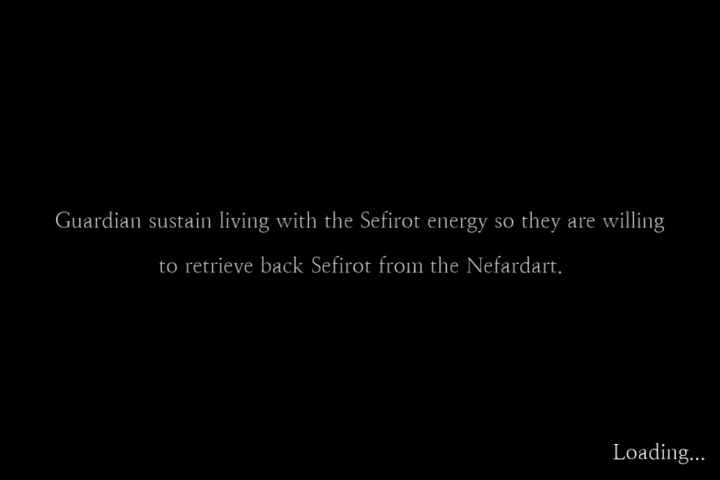 Guardian sustain living with the Sefirot energy so they are willing
to retrieve back Sefirot from the Nefardart.
Loading...